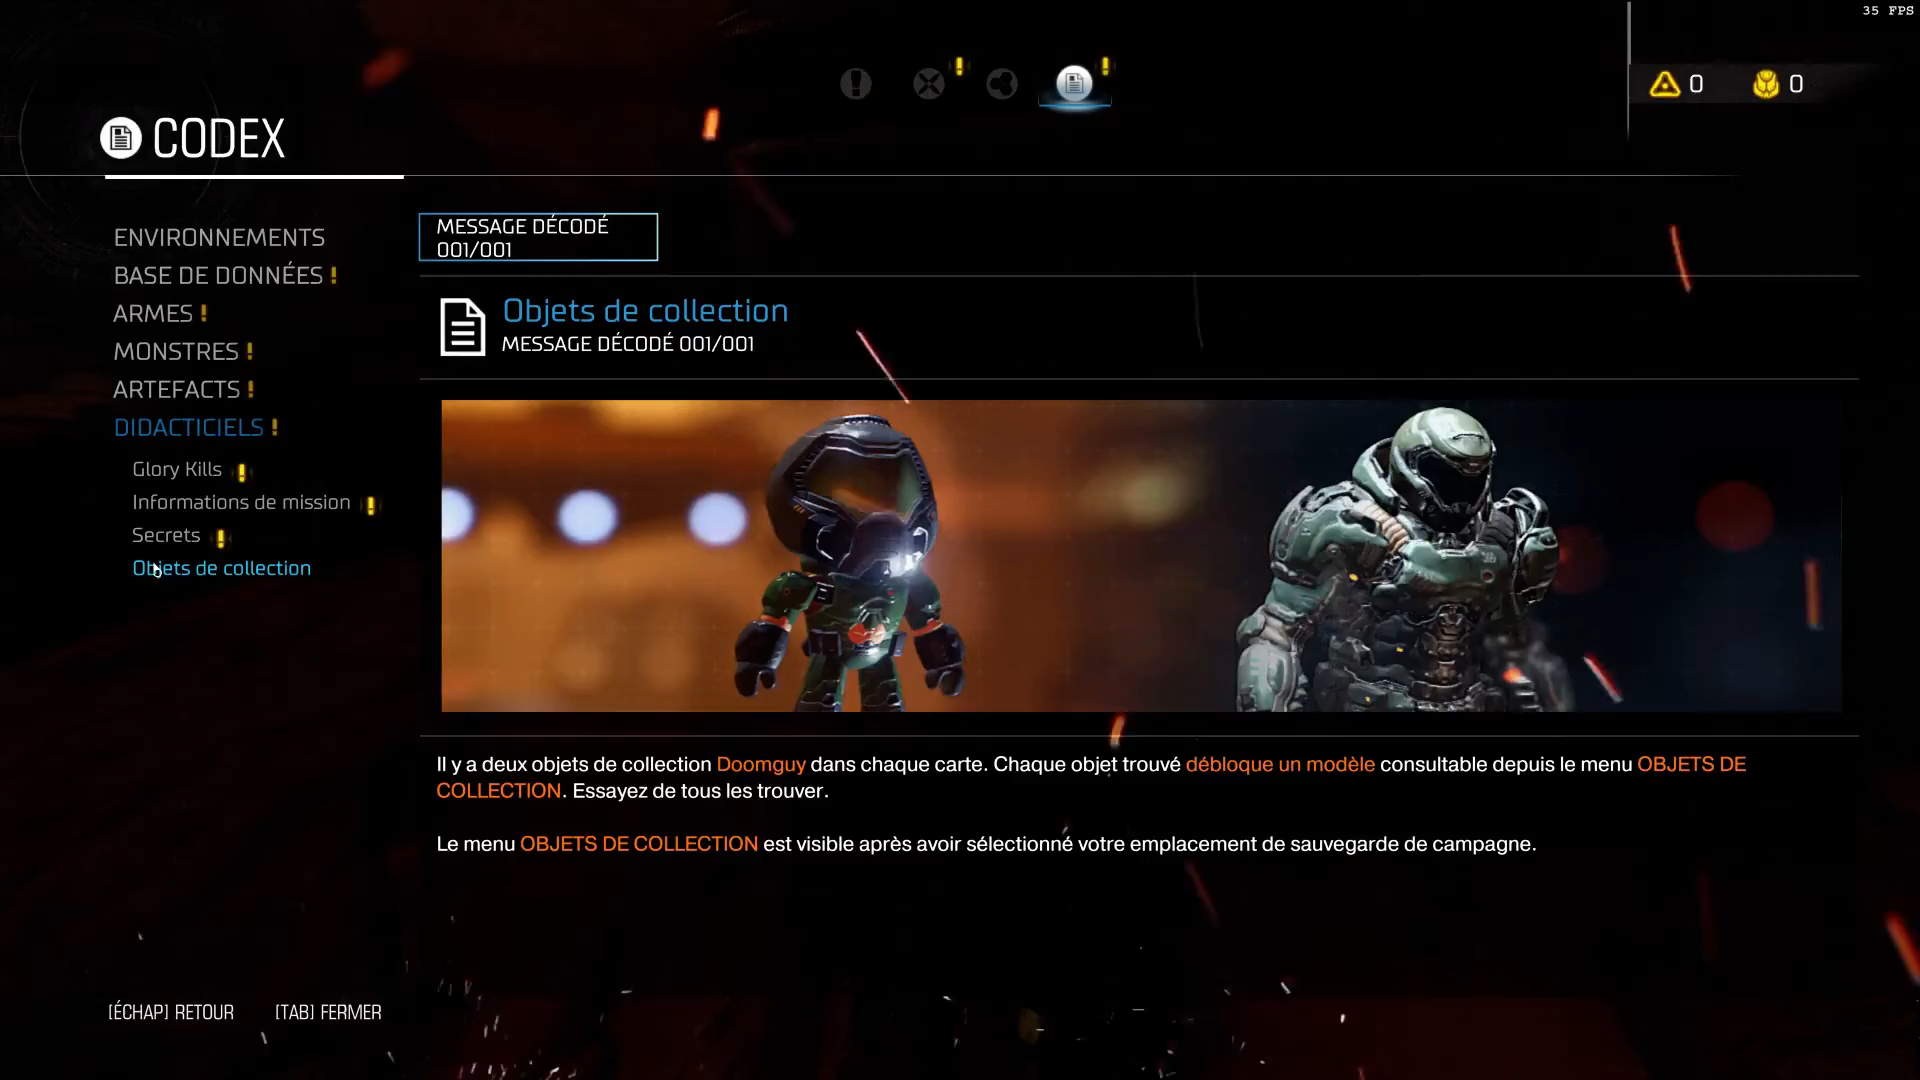 35 FPS
0
0
CODEX
ENVIRONNEMENTS
BASE DE DONNÉES !
ARMES !
MONSTRES !
ARTEFACTS !
DIDACTICIELS !
Glory Kills !
Informations de mission !
Secrets !
Objets de collection
MESSAGE DÉCODÉ
001/001
Objets de collection
MESSAGE DÉCODÉ 001/001
Il y a deux objets de collection Doomguy dans chaque carte. Chaque objet trouvé débloque un modèle consultable depuis le menu OBJETS DE
COLLECTION. Essayez de tous les trouver.
Le menu OBJETS DE COLLECTION est visible après avoir sélectionné votre emplacement de sauvegarde de campagne.
[ÉCHAP] RETOUR
[TAB] FERMER